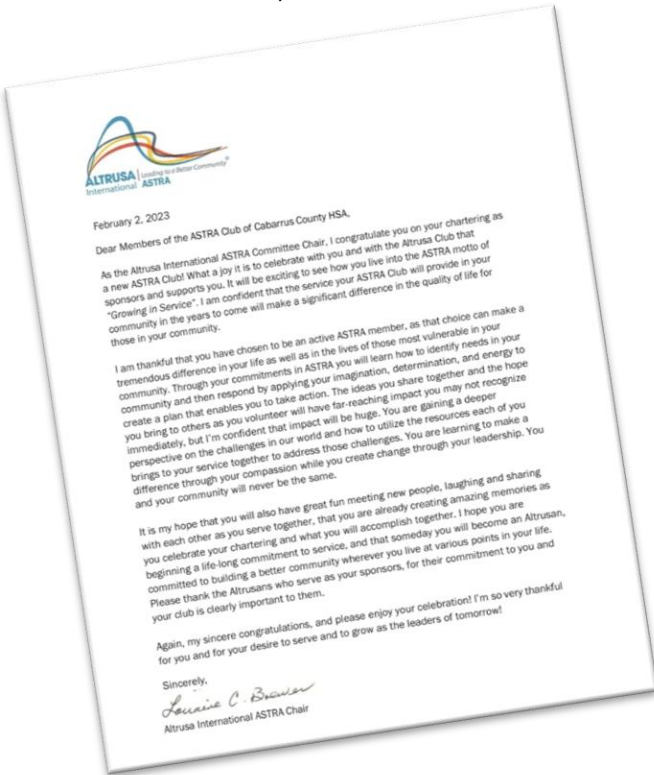 ALTRUSA
International
ASTRA
Leading to a Better Community®
February 2, 2023
Dear Members of the ASTRA Club of Cabarrus County HSA,
As the Altrusa International ASTRA Committee Chair, I congratulate you on your chartering as
a new ASTRA Club! What a joy it is to celebrate with you and with the Altrusa Club that
sponsors and supports you. It will be exciting to see how you live into the ASTRA motto of
“Growing in Service”. I am confident that the service your ASTRA Club will provide in your
community in the years to come will make a significant difference in the quality of life for
those in your community.
I am thankful that you have chosen to be an active ASTRA member, as that choice can make a
tremendous difference in your life as well as in the lives of those most vulnerable in your
community. Through your commitments in ASTRA you will learn how to identify needs in your
community and then respond by applying your imagination, determination, and energy to
create a plan that enables you to take action. The ideas you share together and the hope
you bring to others as you volunteer will have far-reaching impact you may not recognize
immediately, but I’m confident that impact will be huge. You are gaining a deeper
perspective on the challenges in our world and how to utilize the resources each of you
brings to your service together to address those challenges. You are learning to make a
difference through your compassion while you create change through your leadership. You
and your community will never be the same.
It is my hope that you will also have great fun meeting new people, laughing and sharing
with each other as you serve together, that you are already creating amazing memories as
you celebrate your chartering and what you will accomplish together. I hope you are
beginning a life-long commitment to service, and that someday you will become an Altrusan,
committed to building a better community wherever you live at various points in your life.
Please thank the Altrusans who serve as your sponsors, for their commitment to you and
your club is clearly important to them.
Again, my sincere congratulations, and please enjoy your celebration! I’m so very thankful
for you and for your desire to serve and to grow as the leaders of tomorrow!
Sincerely,
Lorraine C. Brewer
Altrusa International ASTRA Chair